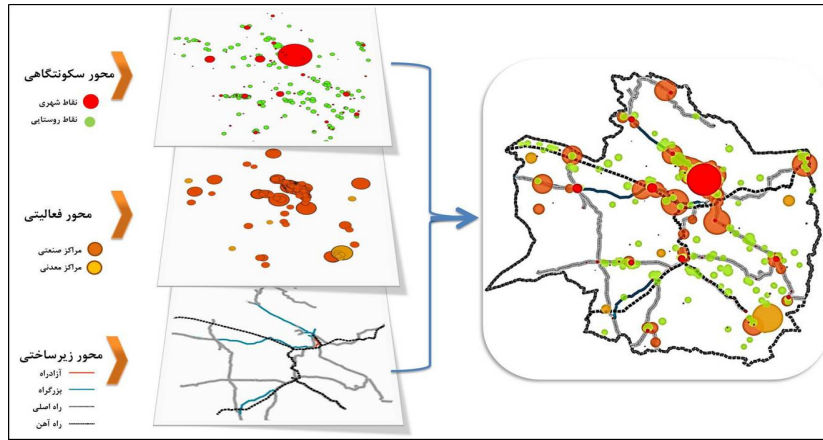 محور سکونتگاهی
نقاط شهری
نقاط روستایی
محور فعالیتی
مراکز صنعتی
مراکز معدنی
محور زیرساختی
آزادراه
بزرگراه
راه اصلی
راه آهن